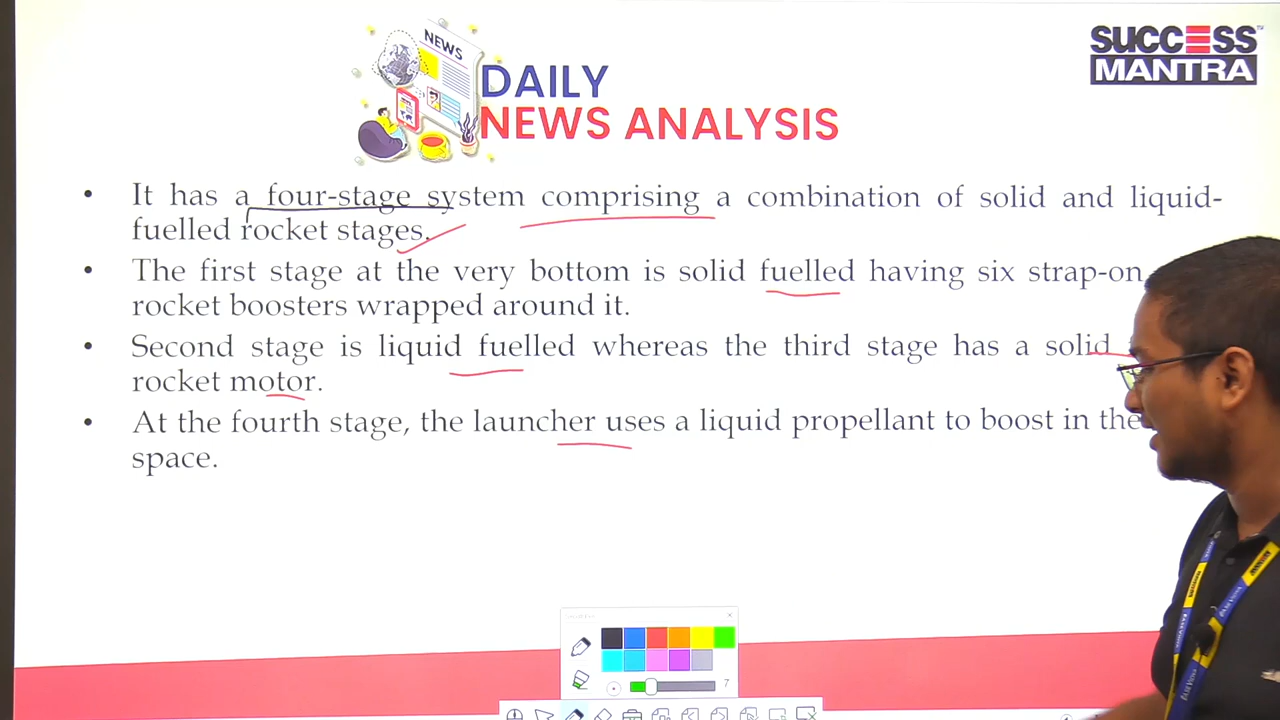 NEWS
DAILY
NEWS ANALYSIS
SUCCESS
MANTRA
• It has a four-stage system comprising a combination of solid and liquid-
fuelled rocket stages.
• The first stage at the very bottom is solid fuelled having six strap-on
rocket boosters wrapped around it.
• Second stage is liquid fuelled whereas the third stage has a solid
rocket motor.
• At the fourth stage, the launcher uses a liquid propellant to boost in the
space.
7